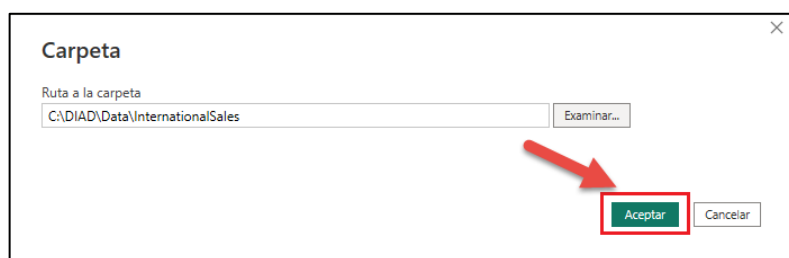 Carpeta
Ruta a la carpeta
C:\DIAD\Data\InternationalSales
Examinar...
Aceptar
Cancelar